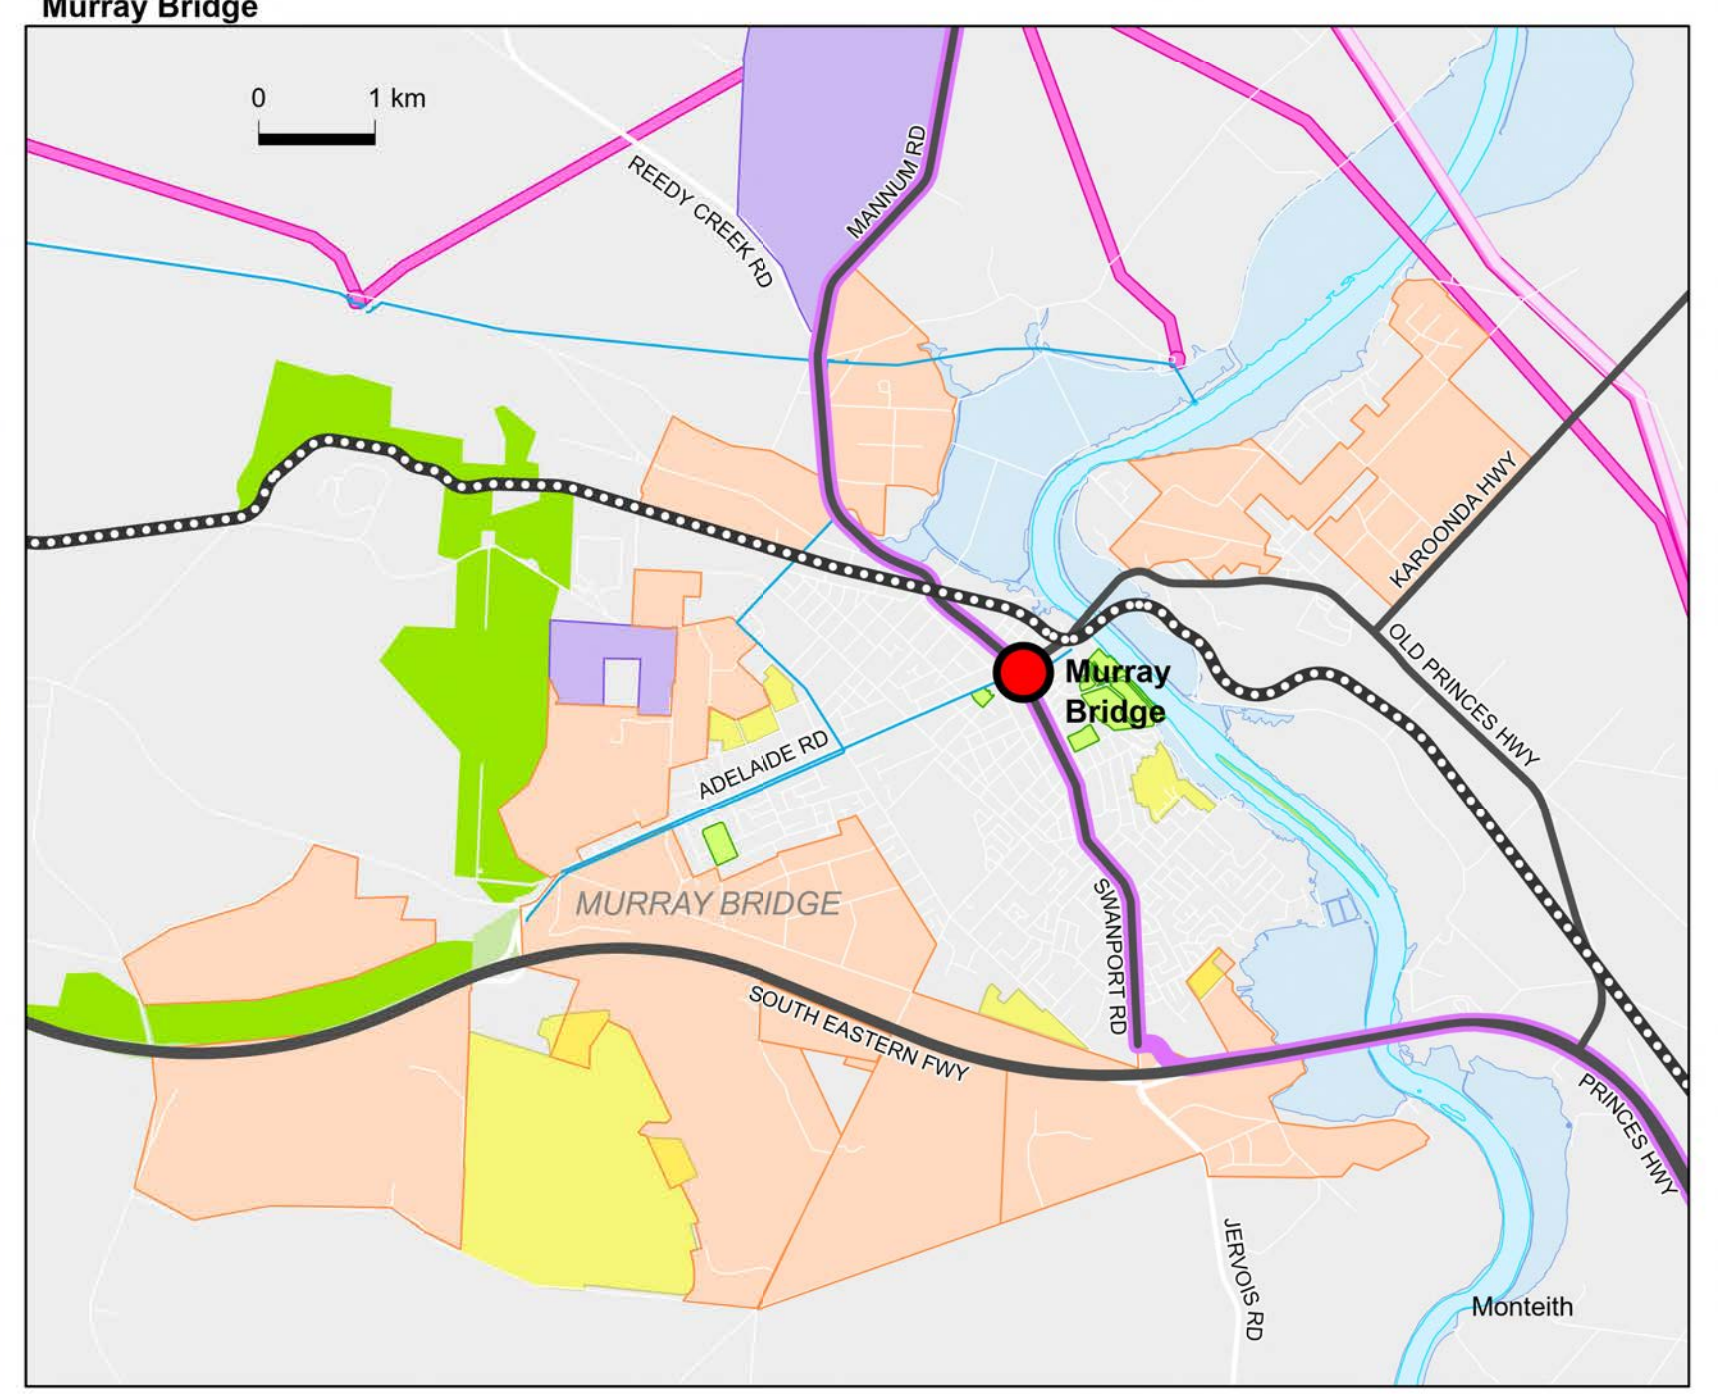 Murray Bridge
0 1 km
MANNUM RD
REEDY CREEK RD
KAROONDA HWY
OLD PRINCES HWY
Murray
Bridge
ADELAIDE RD
MURRAY BRIDGE
SWANPORT RD
SOUTH EASTERN FWY
PRINCES HWY
JERVOIS RD
Monteith